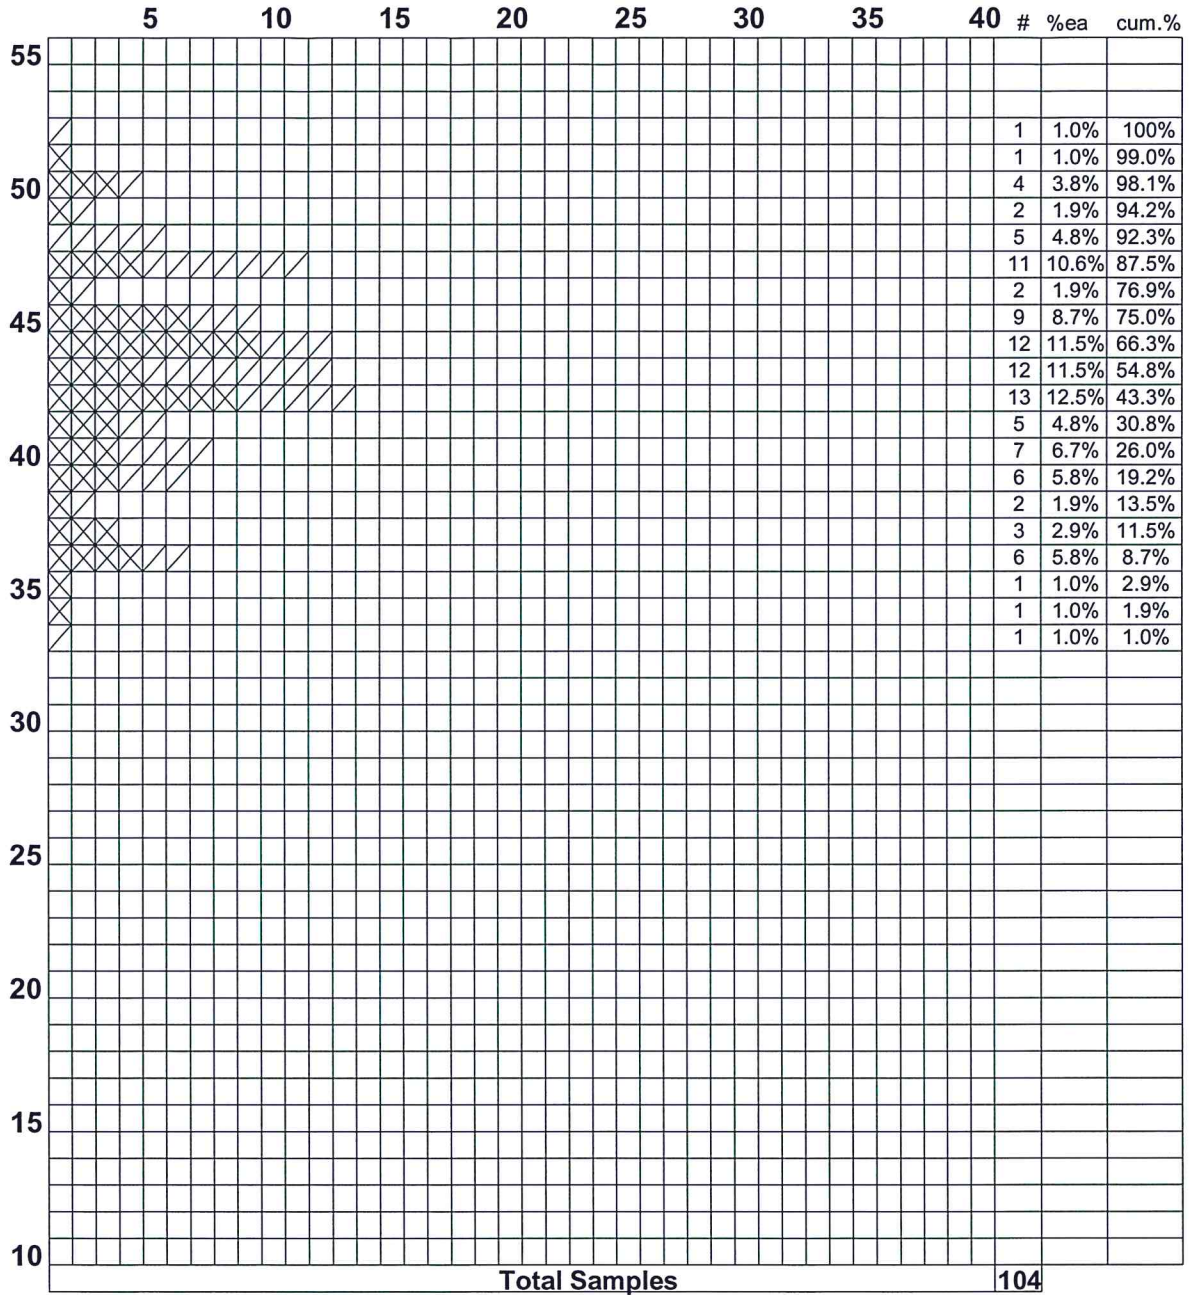 5 10 15 20 25 30 35 40 # %ea cum.%
55
1 1.0% 100%
1 1.0% 99.0%
50 4 3.8% 98.1%
2 1.9% 94.2%
5 4.8% 92.3%
11 10.6% 87.5%
2 1.9% 76.9%
45 9 8.7% 75.0%
12 11.5% 66.3%
12 11.5% 54.8%
13 12.5% 43.3%
5 4.8% 30.8%
40 7 6.7% 26.0%
6 5.8% 19.2%
2 1.9% 13.5%
3 2.9% 11.5%
6 5.8% 8.7%
35 1 1.0% 2.9%
1 1.0% 1.9%
1 1.0% 1.0%
30
25
20
15
10
Total Samples 104